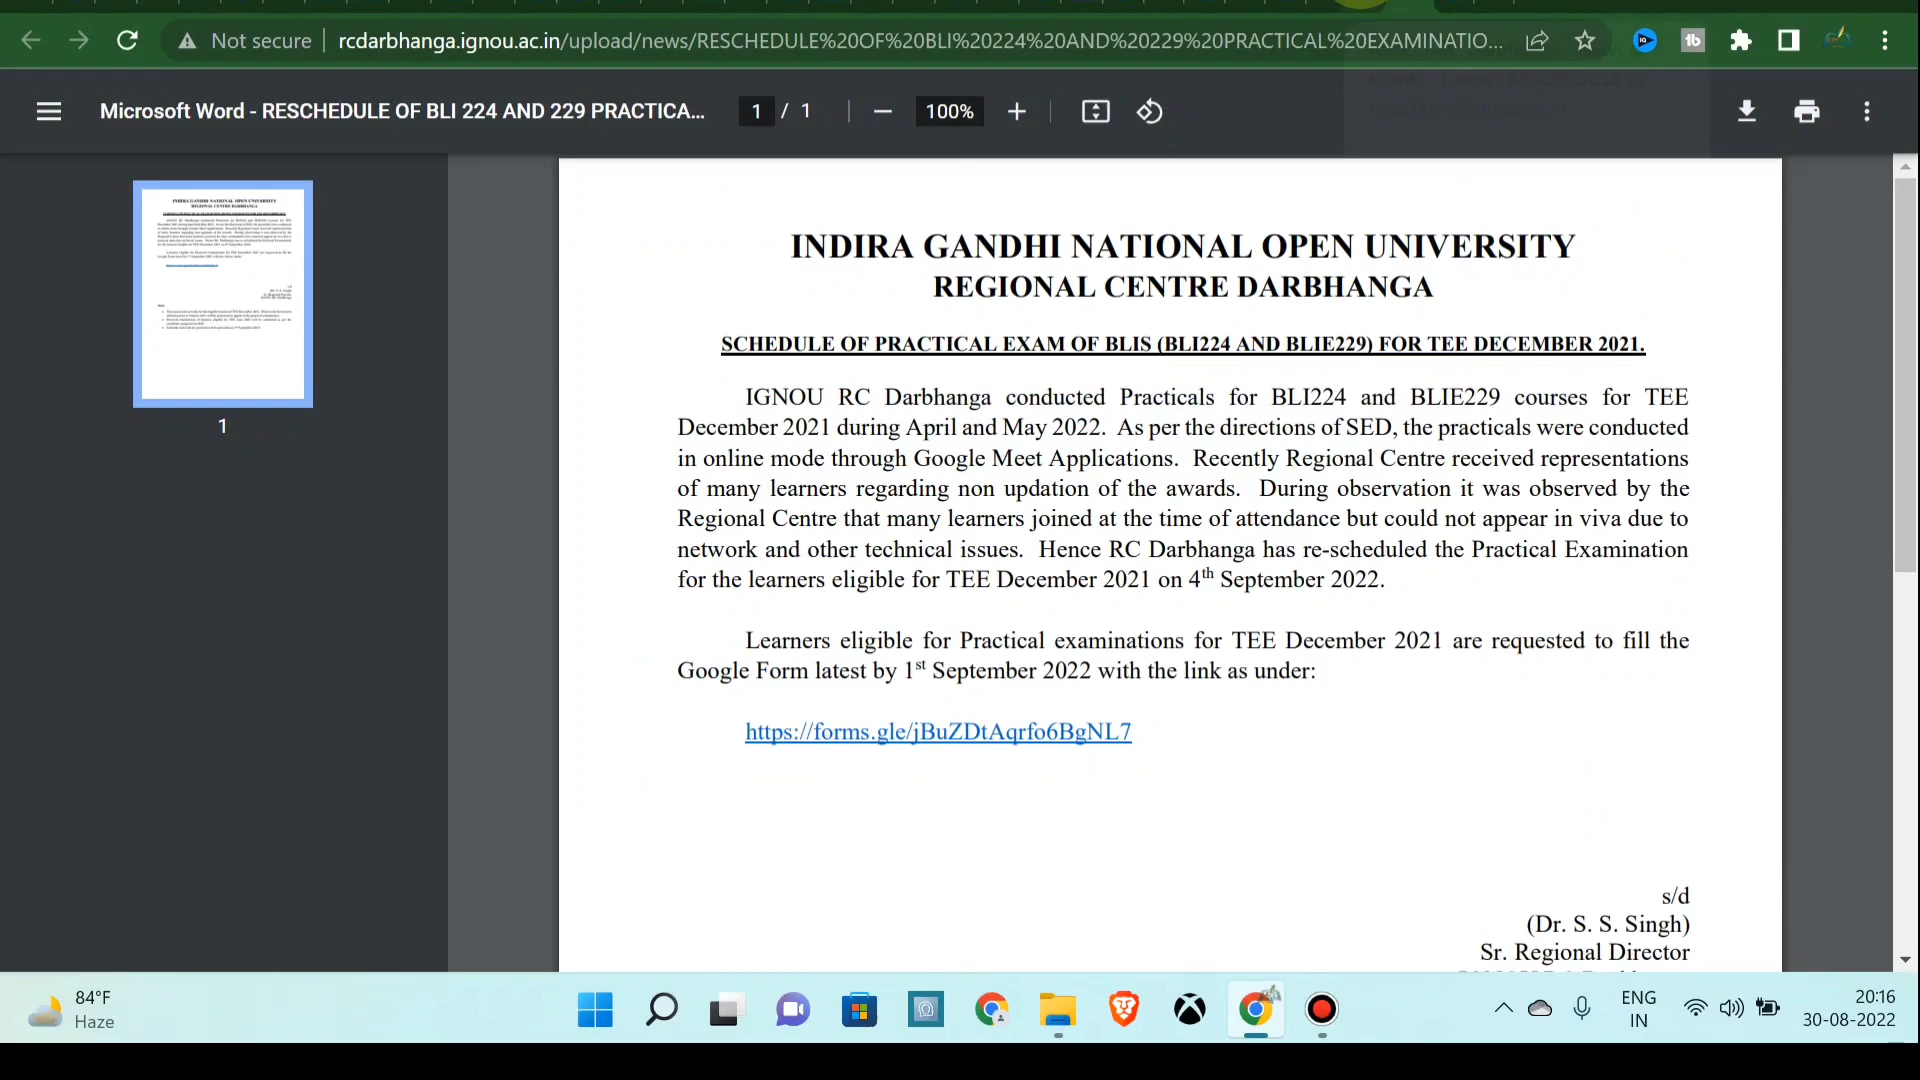 Not secure
rcdarbhanga.ignou.ac.in/upload/news/RESCHEDULE%20OF%20BLI%20224%20AND%20229%20PRACTICAL%20EXAMINATIO...
Microsoft Word - RESCHEDULE OF BLI 224 AND 229 PRACTICA...
1 / 1
100%
1
INDIRA GANDHI NATIONAL OPEN UNIVERSITY
REGIONAL CENTRE DARBHANGA
SCHEDULE OF PRACTICAL EXAM OF BLIS (BLI224 AND BLIE229) FOR TEE DECEMBER 2021.
IGNOU RC Darbhanga conducted Practicals for BLI224 and BLIE229 courses for TEE
December 2021 during April and May 2022. As per the directions of SED, the practicals were conducted
in online mode through Google Meet Applications. Recently Regional Centre received representations
of many learners regarding non updation of the awards. During observation it was observed by the
Regional Centre that many learners joined at the time of attendance but could not appear in viva due to
network and other technical issues. Hence RC Darbhanga has re-scheduled the Practical Examination
for the learners eligible for TEE December 2021 on 4th September 2022.
Learners eligible for Practical examinations for TEE December 2021 are requested to fill the
Google Form latest by 1st September 2022 with the link as under:
https://forms.gle/jBuZDtAqrfo6BgNL7
s/d
(Dr. S. S. Singh)
Sr. Regional Director
84°F
Haze
ENG
IN
20:16
30-08-2022